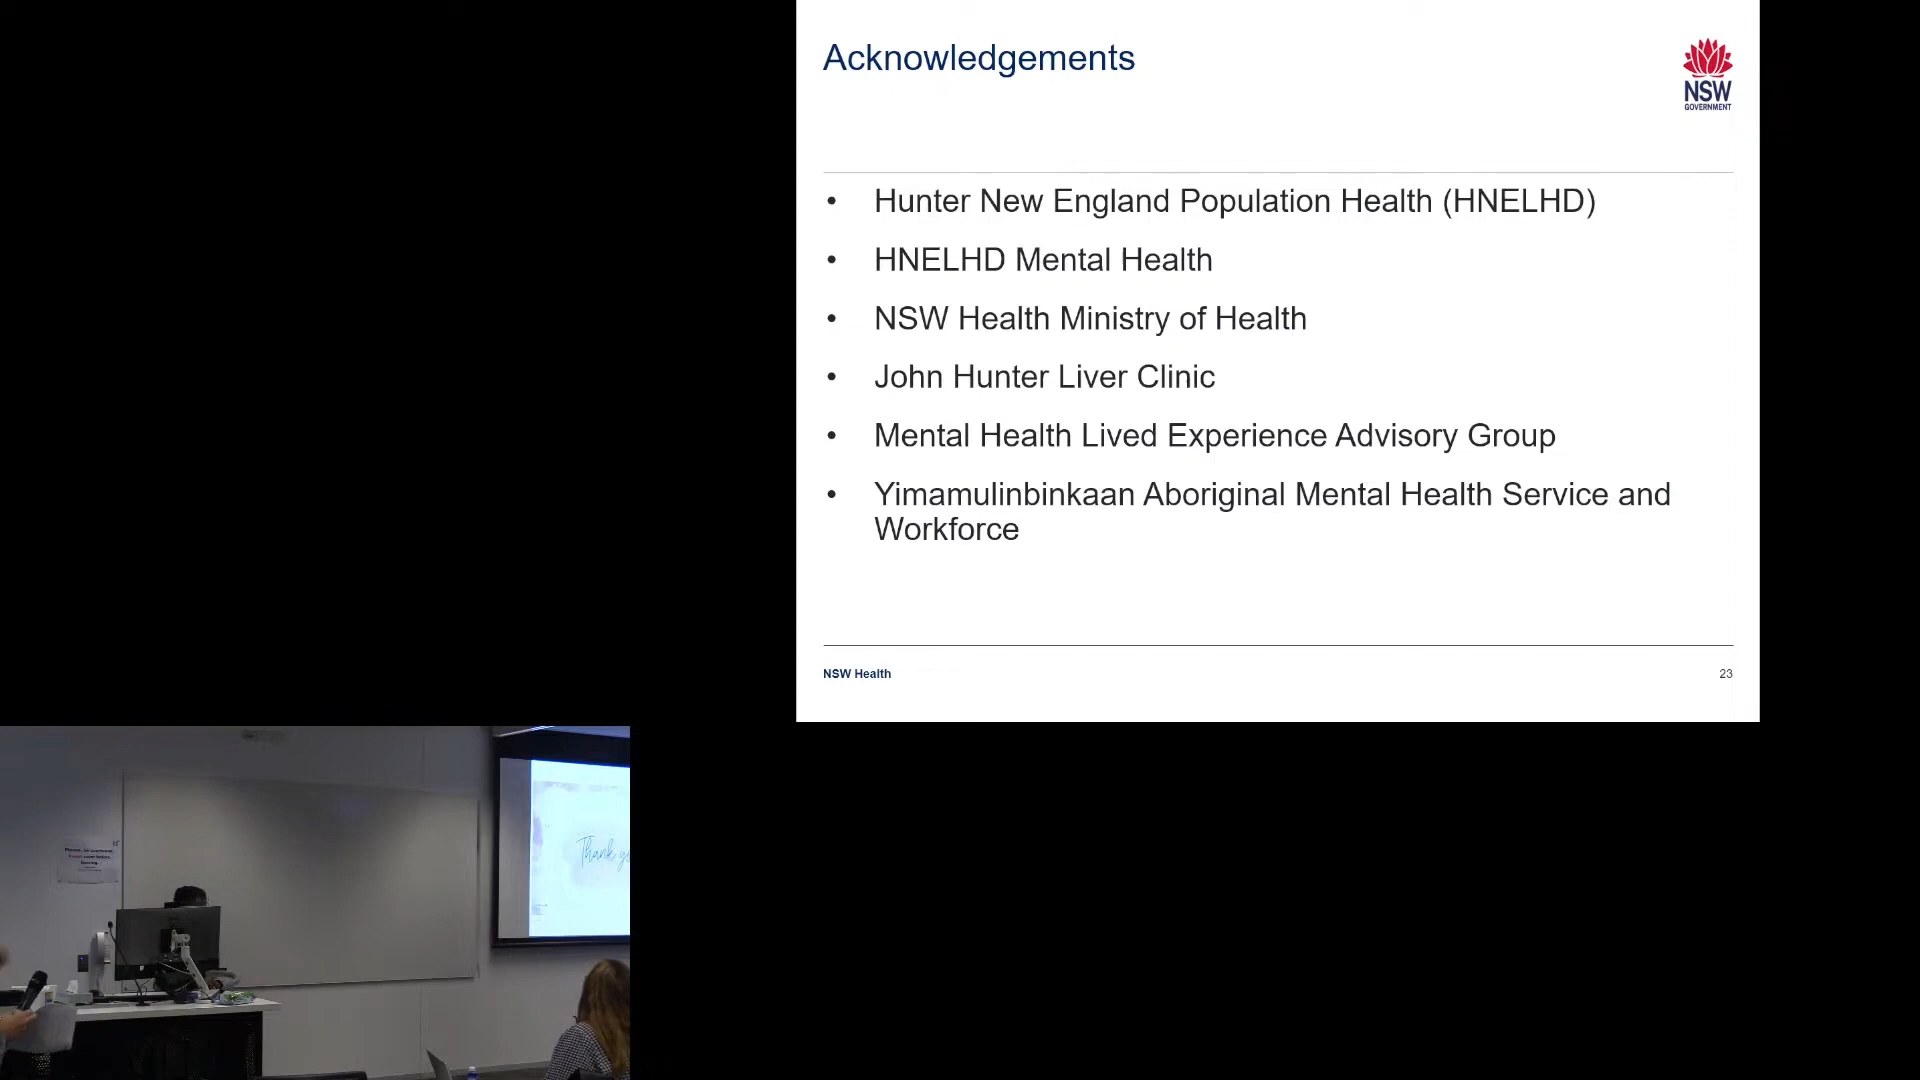 Acknowledgements
NSW
GOVERNMENT
• Hunter New England Population Health (HNELHD)
• HNELHD Mental Health
• NSW Health Ministry of Health
• John Hunter Liver Clinic
• Mental Health Lived Experience Advisory Group
• Yimamulinbinkaan Aboriginal Mental Health Service and
Workforce
NSW Health
23
Thank